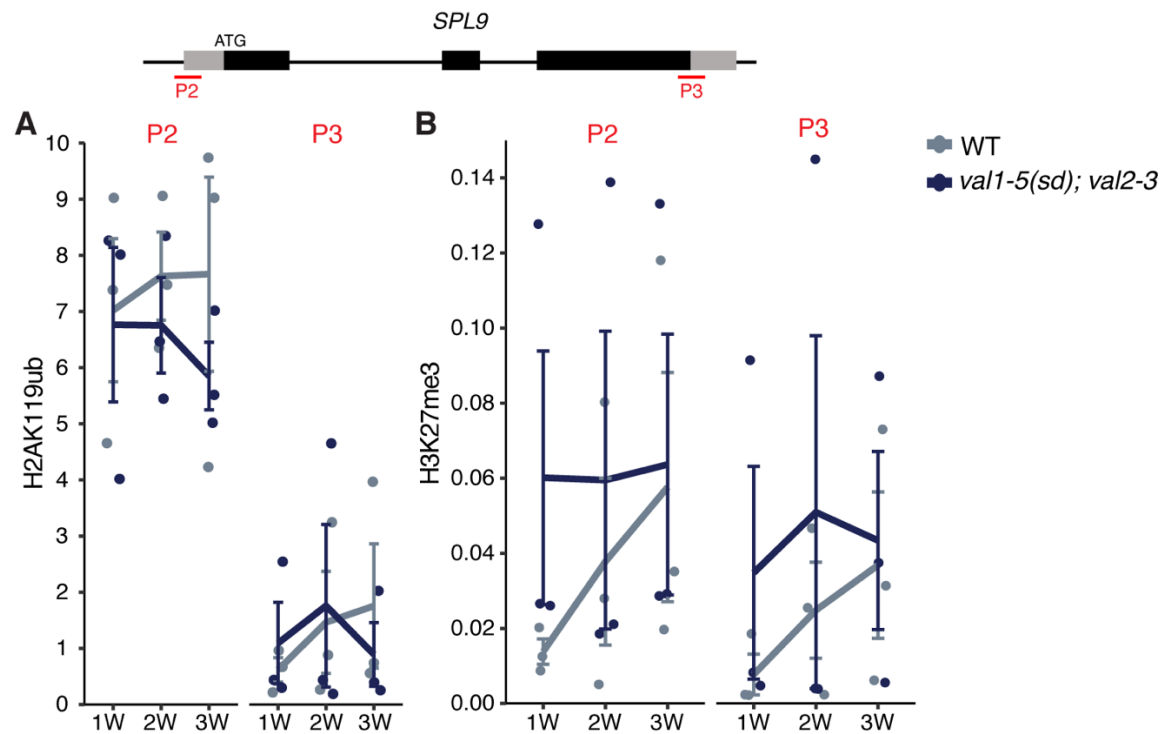 SPL9
ATG
P2
P3
A
P2
P3
H2AK119ub
10
9
8
7
6
5
4
3
2
1
0
1W 2W 3W
1W 2W 3W
B
P2
P3
H3K27me3
0.14
0.12
0.10
0.08
0.06
0.04
0.02
0.00
1W 2W 3W
1W 2W 3W
WT
val1-5(sd); val2-3